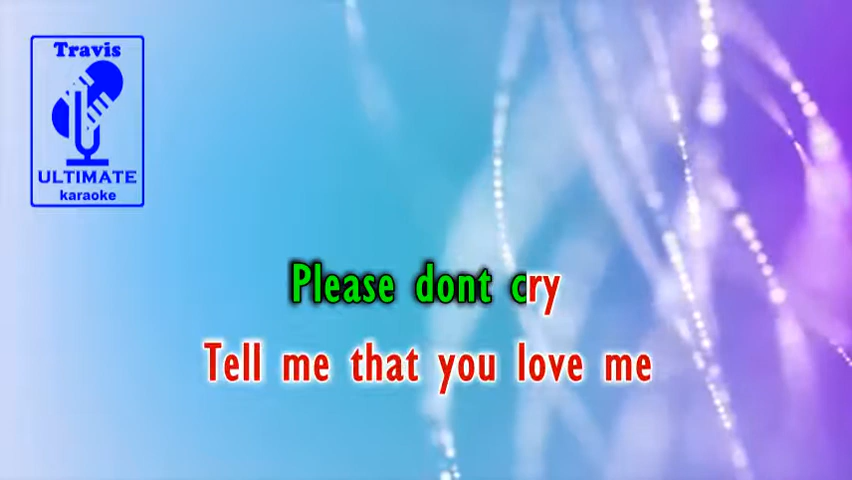 Travis
ULTIMATE
karaoke
Please dont cry
Tell me that you love me